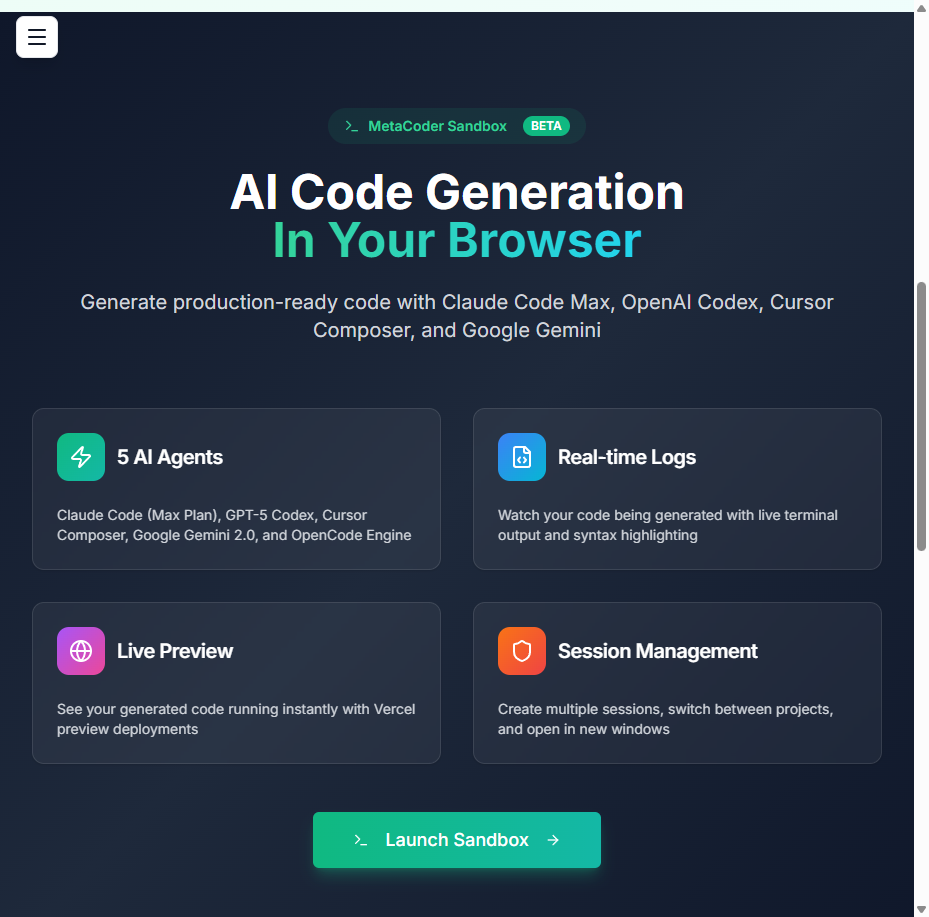 MetaCoder Sandbox BETA
AI Code Generation
In Your Browser
Generate production-ready code with Claude Code Max, OpenAI Codex, Cursor
Composer, and Google Gemini
5 AI Agents
Claude Code (Max Plan), GPT-5 Codex, Cursor
Composer, Google Gemini 2.0, and OpenCode Engine
Real-time Logs
Watch your code being generated with live terminal
output and syntax highlighting
Live Preview
See your generated code running instantly with Vercel
preview deployments
Session Management
Create multiple sessions, switch between projects,
and open in new windows
Launch Sandbox